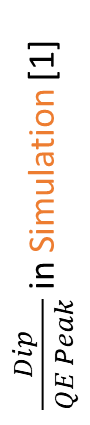 Dip
QE Peak
in Simulation [1]